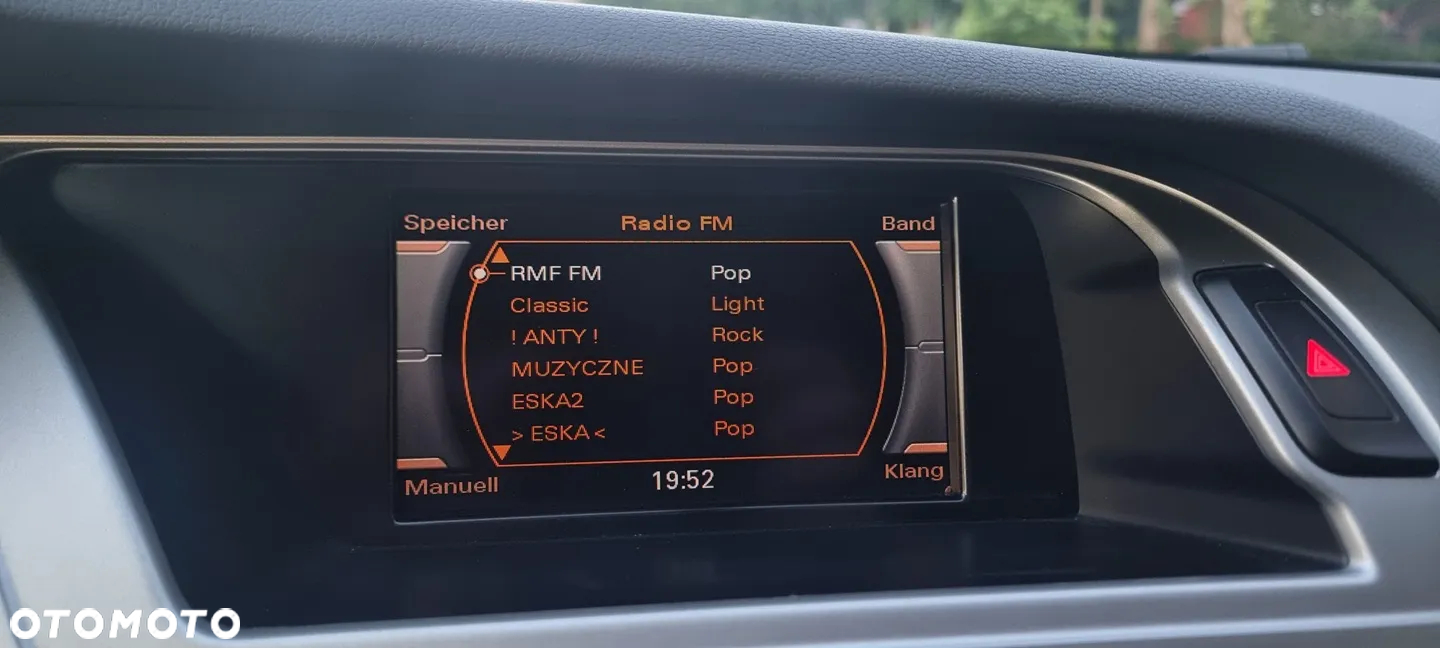 Speicher Radio FM Band
RMF FM Pop
Classic Light
! ANTY ! Rock
MUZYCZNE Pop
ESKA2 Pop
> ESKA < Pop
Manuell 19:52 Klang
OTOMOTO